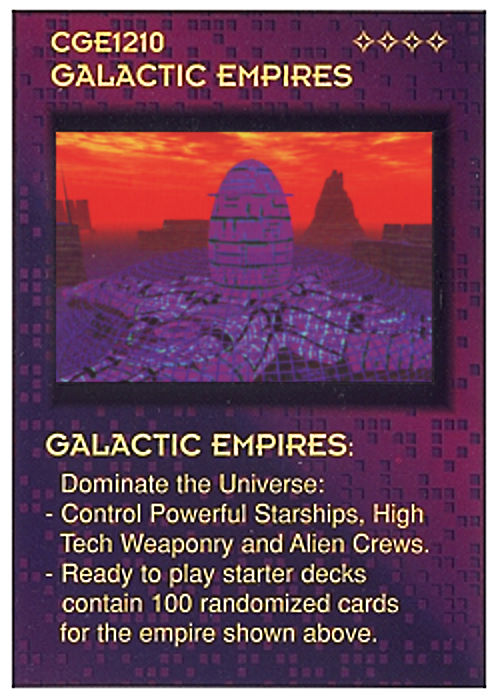 CGE1210
GALACTIC EMPIRES
GALACTIC EMPIRES:
Dominate the Universe:
- Control Powerful Starships, High
Tech Weaponry and Alien Crews.
- Ready to play starter decks
contain 100 randomized cards
for the empire shown above.